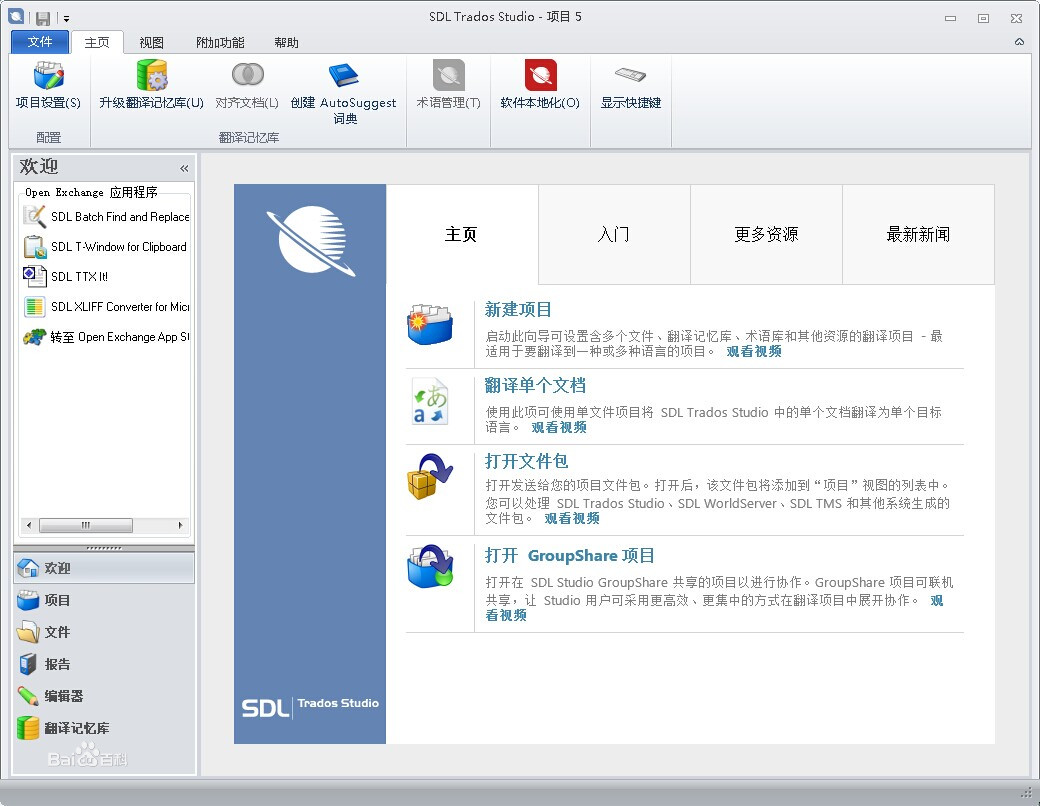 SDL Trados Studio - 项目 5
文件 主页 视图 附加功能 帮助
项目设置(S) 升级翻译记忆库(U) 对齐文档(L) 创建 AutoSuggest 术语管理(T) 软件本地化(O) 显示快捷键
词典
配置 翻译记忆库
欢迎 «
Open Exchange 应用程序
SDL Batch Find and Replace
SDL T-Window for Clipboard
SDL TTX It!
SDL XLIFF Converter for Micr
转至 Open Exchange App St
欢迎
项目
文件
报告
编辑器
翻译记忆库
Bai百科
主页 入门 更多资源 最新新闻
新建项目
启动此向导可设置含多个文件、翻译记忆库、术语库和其他资源的翻译项目 - 最
适用于要翻译到一种或多种语言的项目。 观看视频
翻译单个文档
使用此项可使用单文件项目将 SDL Trados Studio 中的单个文档翻译为单个目标
语言。 观看视频
打开文件包
打开发送给您的项目文件包。打开后，该文件包将添加到“项目”视图的列表中。
您可以处理 SDL Trados Studio、SDL WorldServer、SDL TMS 和其他系统生成的
文件包。 观看视频
打开 GroupShare 项目
打开在 SDL Studio GroupShare 共享的项目以进行协作。GroupShare 项目可联机
共享，让 Studio 用户可采用更高效、更集中的方式在翻译项目中展开协作。 观
看视频
SDL Trados Studio